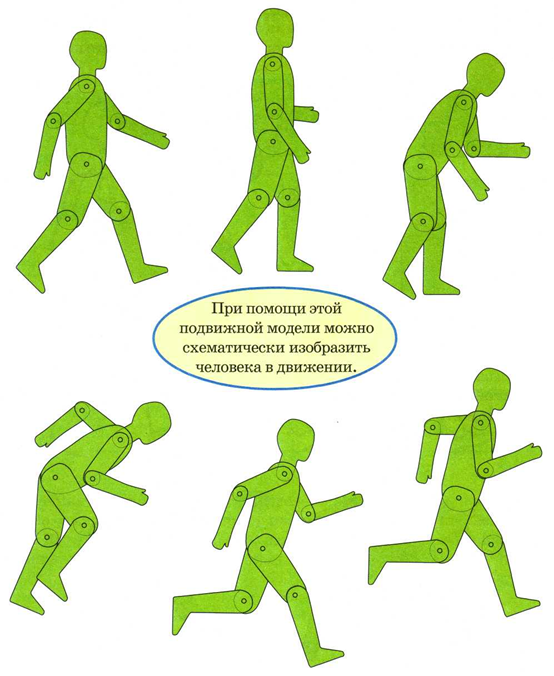 При помощи этой
подвижной модели можно
схематически изобразить
человека в движении.